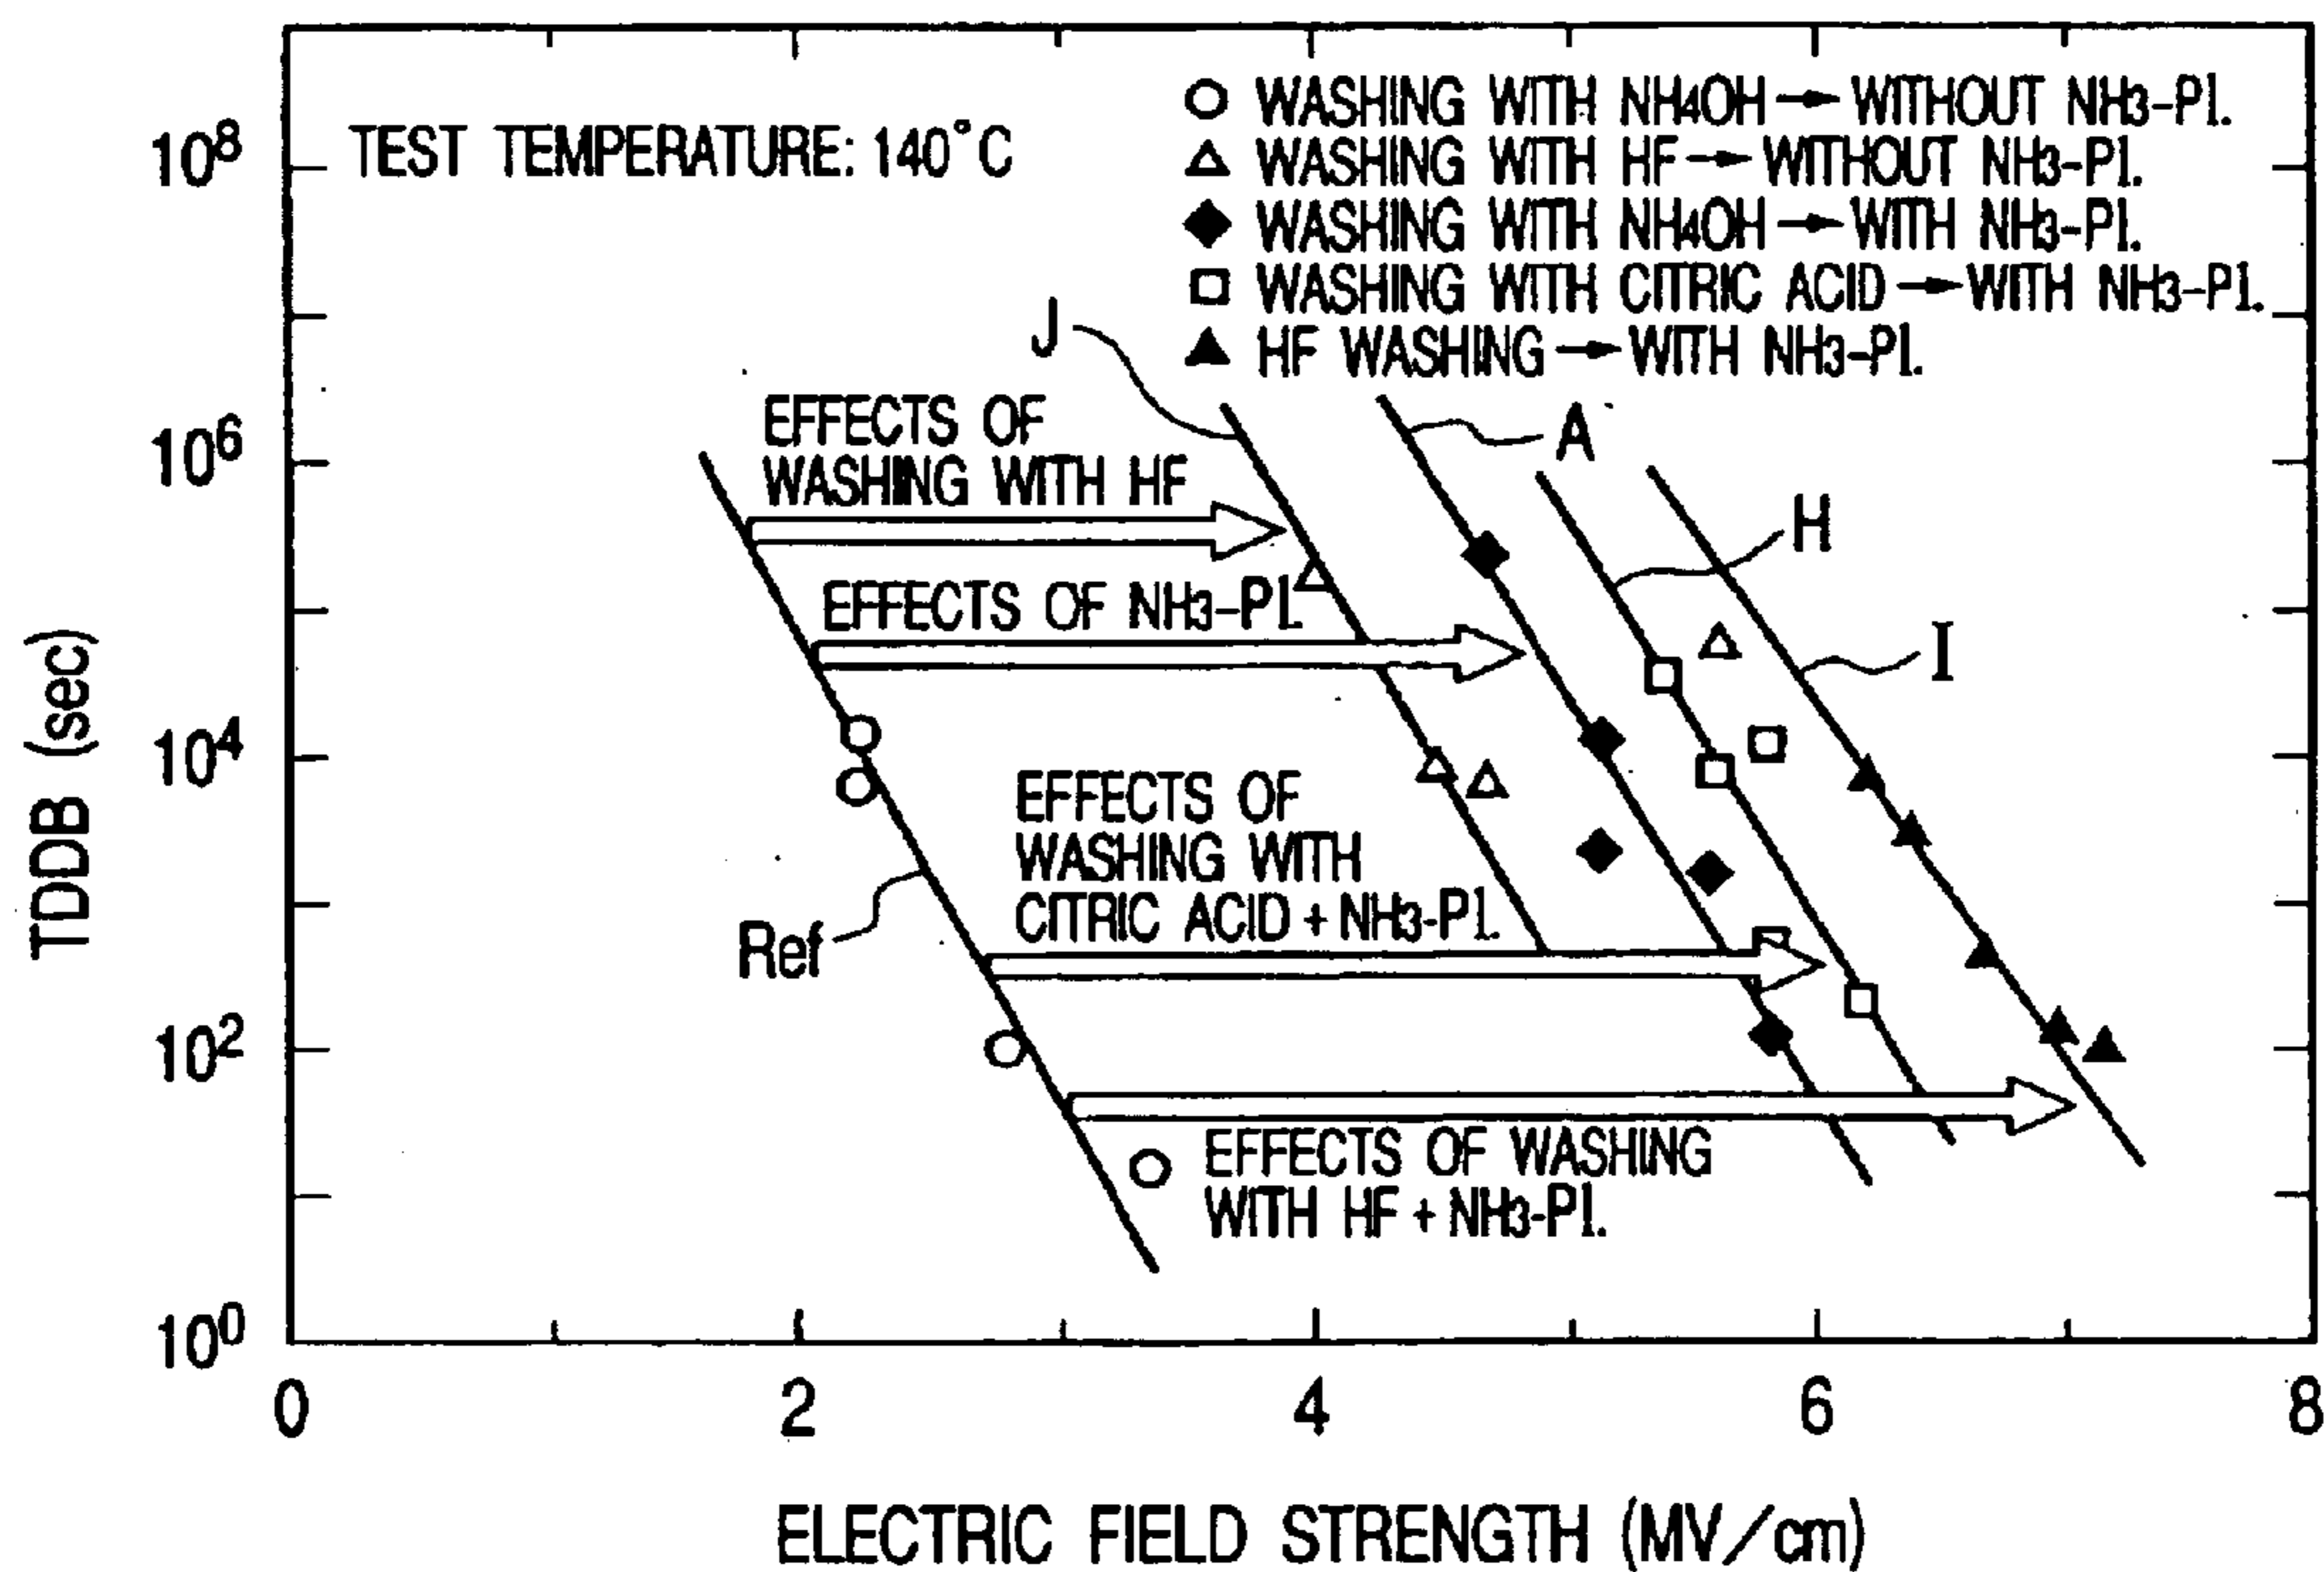 TEST TEMPERATURE: 140°C
○ WASHING WITH NH4OH → WITHOUT NH3-Pl.
△ WASHING WITH HF → WITHOUT NH3-Pl.
◆ WASHING WITH NH4OH → WITH NH3-Pl.
□ WASHING WITH CITRIC ACID → WITH NH3-Pl.
▲ HF WASHING → WITH NH3-Pl.
J
A
H
I
EFFECTS OF
WASHING WITH HF
EFFECTS OF NH3-Pl.
EFFECTS OF
WASHING WITH
CITRIC ACID + NH3-Pl.
Ref
EFFECTS OF WASHING
WITH HF + NH3-Pl.
TDDB (sec)
10⁸
10⁶
10⁴
10²
10⁰
0 2 4 6 8
ELECTRIC FIELD STRENGTH (MV/cm)